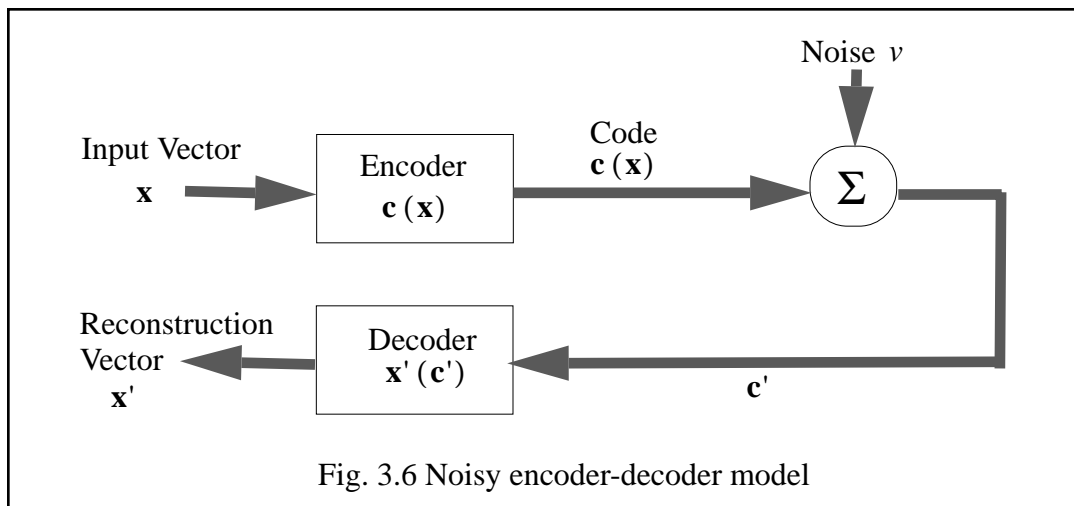 Noise v
Code
c (x)
Input Vector
x
Encoder
c (x)
Σ
Reconstruction
Vector
x'
Decoder
x' (c')
c'
Fig. 3.6 Noisy encoder-decoder model